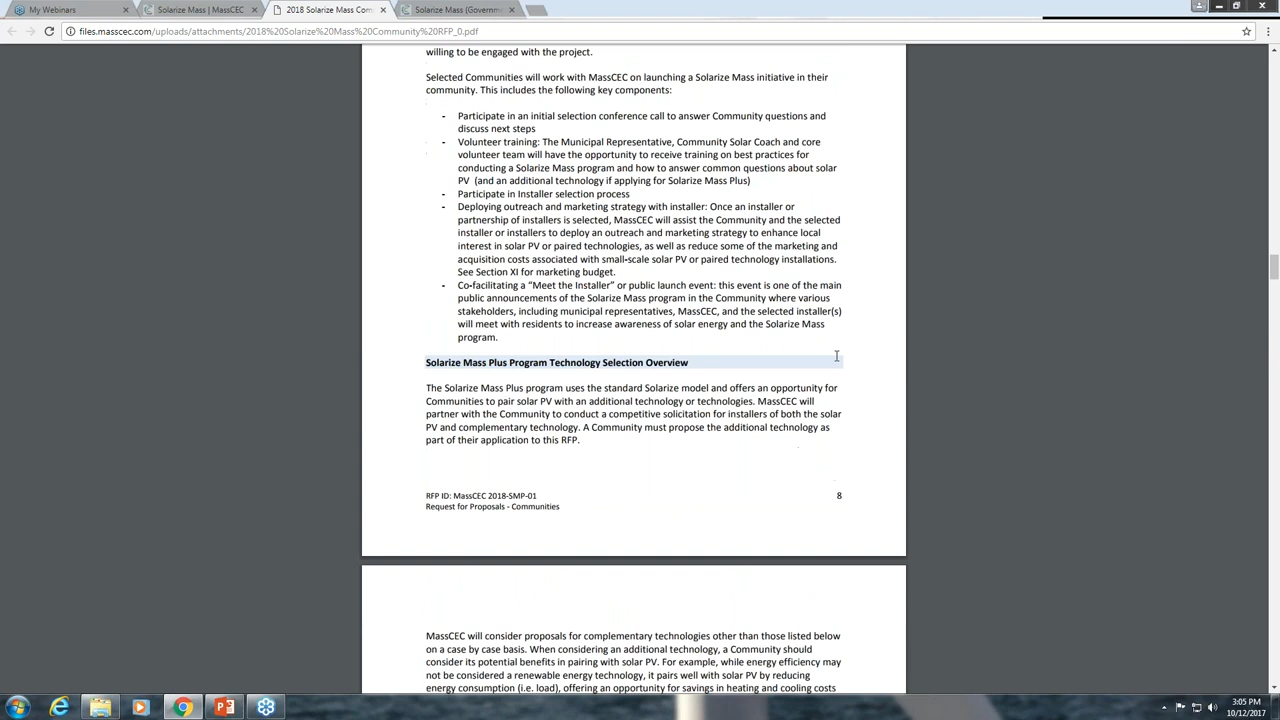 My Webinars
Solarize Mass | MassCEC
2018 Solarize Mass Com
Solarize Mass (Governme
files.masscec.com/uploads/attachments/2018%20Solarize%20Mass%20Community%20RFP_0.pdf
willing to be engaged with the project.
Selected Communities will work with MassCEC on launching a Solarize Mass initiative in their
community. This includes the following key components:
- Participate in an initial selection conference call to answer Community questions and
discuss next steps
- Volunteer training: The Municipal Representative, Community Solar Coach and core
volunteer team will have the opportunity to receive training on best practices for
conducting a Solarize Mass program and how to answer common questions about solar
PV (and an additional technology if applying for Solarize Mass Plus)
- Participate in Installer selection process
- Deploying outreach and marketing strategy with installer: Once an installer or
partnership of installers is selected, MassCEC will assist the Community and the selected
installer or installers to deploy an outreach and marketing strategy to enhance local
interest in solar PV or paired technologies, as well as reduce some of the marketing and
acquisition costs associated with small-scale solar PV or paired technology installations.
See Section XI for marketing budget.
- Co-facilitating a “Meet the Installer” or public launch event: this event is one of the main
public announcements of the Solarize Mass program in the Community where various
stakeholders, including municipal representatives, MassCEC, and the selected installer(s)
will meet with residents to increase awareness of solar energy and the Solarize Mass
program.
Solarize Mass Plus Program Technology Selection Overview
The Solarize Mass Plus program uses the standard Solarize model and offers an opportunity for
Communities to pair solar PV with an additional technology or technologies. MassCEC will
partner with the Community to conduct a competitive solicitation for installers of both the solar
PV and complementary technology. A Community must propose the additional technology as
part of their application to this RFP.
RFP ID: MassCEC 2018-SMP-01
8
Request for Proposals - Communities
MassCEC will consider proposals for complementary technologies other than those listed below
on a case by case basis. When considering an additional technology, a Community should
consider its potential benefits in pairing with solar PV. For example, while energy efficiency may
not be considered a renewable energy technology, it pairs well with solar PV by reducing
energy consumption (i.e. load), offering an opportunity for savings in heating and cooling costs
3:05 PM
10/12/2017